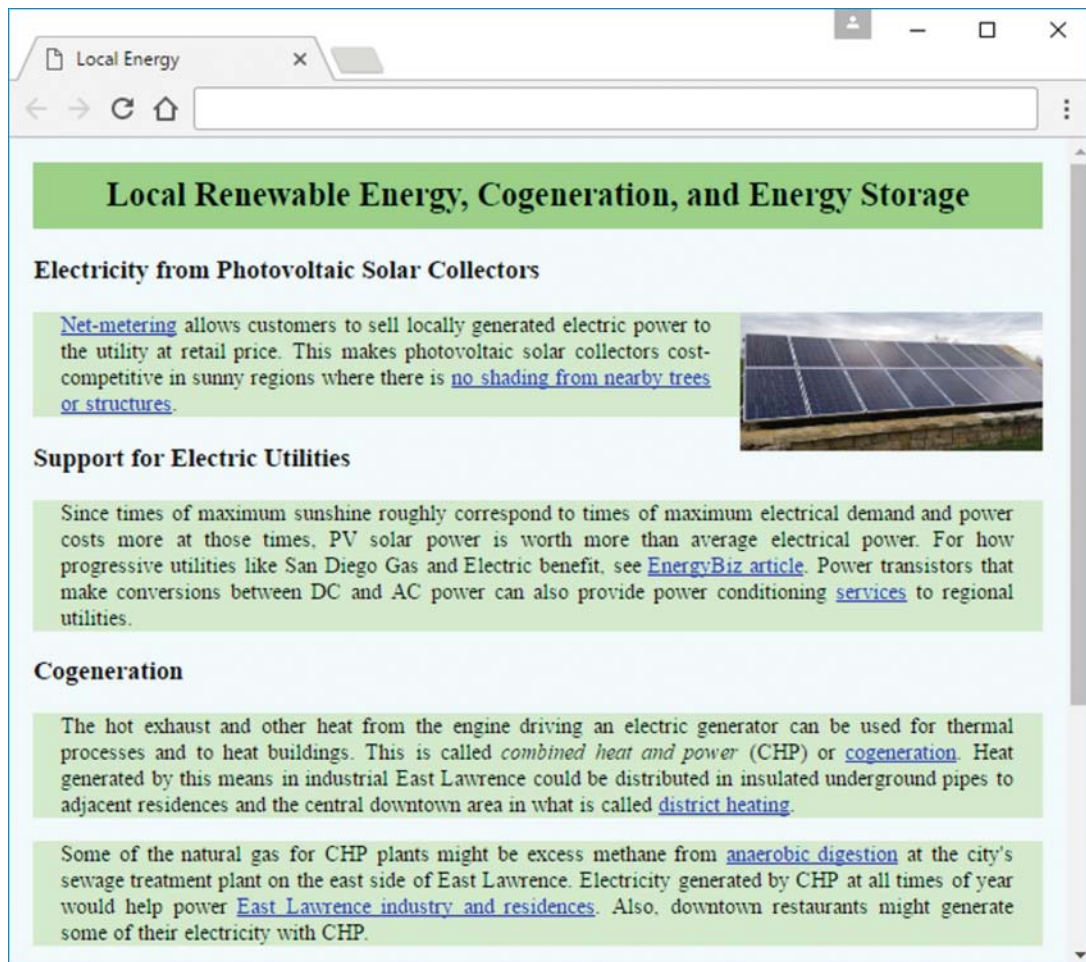 Local Energy
Local Renewable Energy, Cogeneration, and Energy Storage
Electricity from Photovoltaic Solar Collectors
Net-metering allows customers to sell locally generated electric power to
the utility at retail price. This makes photovoltaic solar collectors cost-
competitive in sunny regions where there is no shading from nearby trees
or structures.
Support for Electric Utilities
Since times of maximum sunshine roughly correspond to times of maximum electrical demand and power
costs more at those times, PV solar power is worth more than average electrical power. For how
progressive utilities like San Diego Gas and Electric benefit, see EnergyBiz article. Power transistors that
make conversions between DC and AC power can also provide power conditioning services to regional
utilities.
Cogeneration
The hot exhaust and other heat from the engine driving an electric generator can be used for thermal
processes and to heat buildings. This is called combined heat and power (CHP) or cogeneration. Heat
generated by this means in industrial East Lawrence could be distributed in insulated underground pipes to
adjacent residences and the central downtown area in what is called district heating.
Some of the natural gas for CHP plants might be excess methane from anaerobic digestion at the city's
sewage treatment plant on the east side of East Lawrence. Electricity generated by CHP at all times of year
would help power East Lawrence industry and residences. Also, downtown restaurants might generate
some of their electricity with CHP.